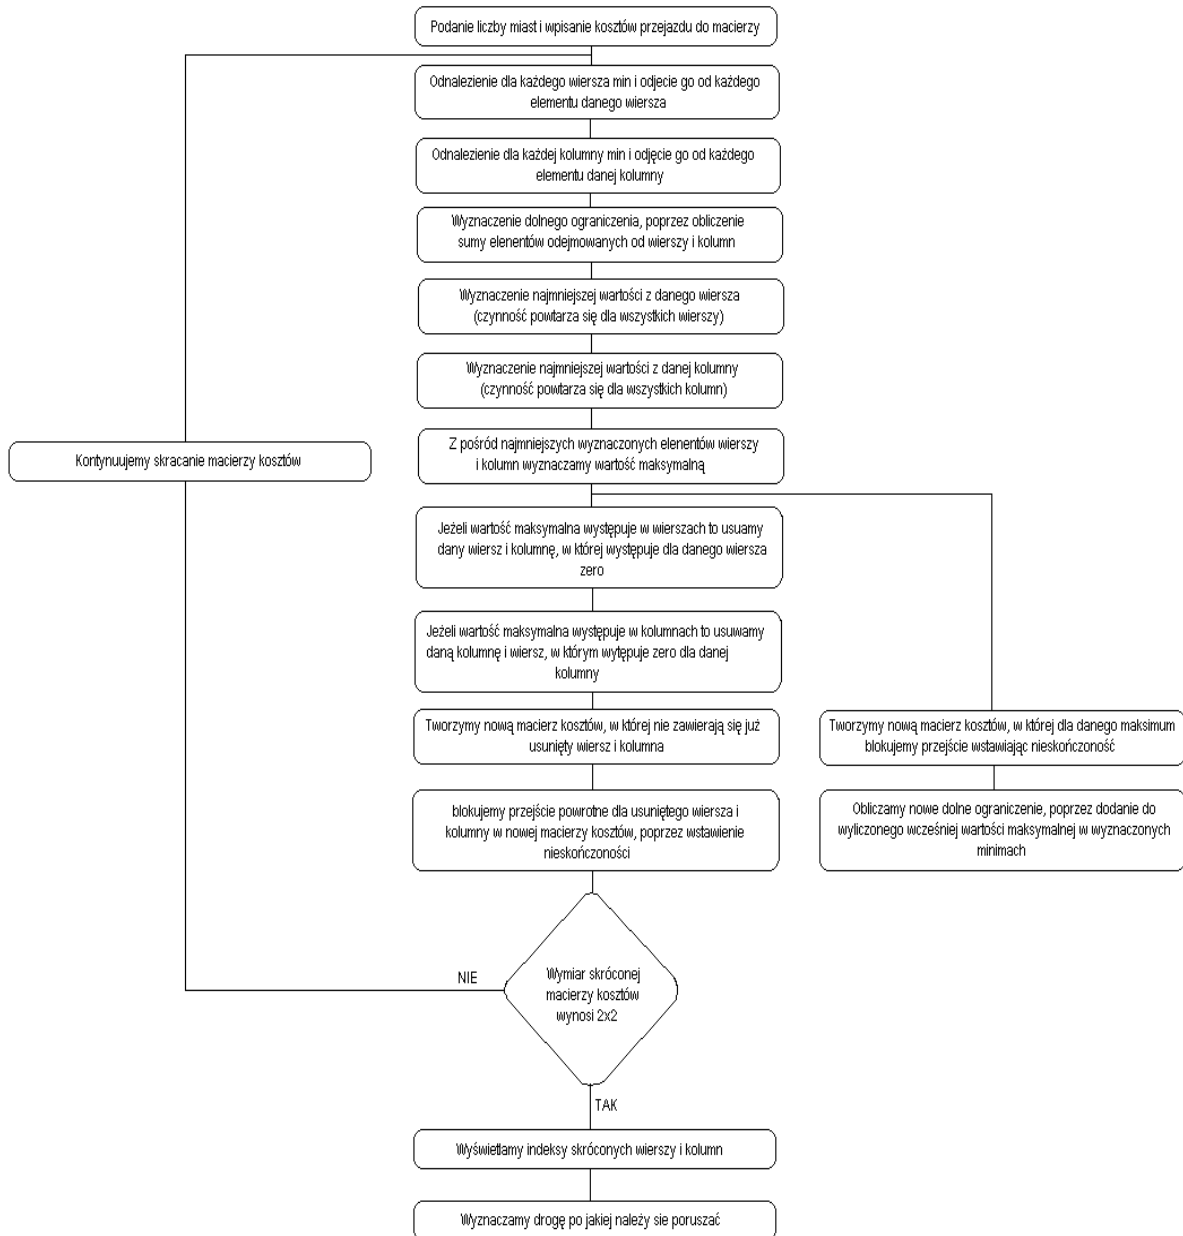 Podanie liczby miast i wpisanie kosztów przejazdu do macierzy
Odnalezienie dla każdego wiersza min i odjecie go od każdego
elementu danego wiersza
Odnalezienie dla każdej kolumny min i odjęcie go od każdego
elementu danej kolumny
Wyznaczenie dolnego ograniczenia, poprzez obliczenie
sumy elenentów odejmowanych od wierszy i kolumn
Wyznaczenie najmniejszej wartości z danego wiersza
(czynność powtarza się dla wszystkich wierszy)
Wyznaczenie najmniejszej wartości z danej kolumny
(czynność powtarza się dla wszystkich kolumn)
Kontynuujemy skracanie macierzy kosztów
Z pośród najmniejszych wyznaczonych elenentów wierszy
i kolumn wyznaczamy wartość maksymalną
Jeżeli wartość maksymalna występuje w wierszach to usuamy
dany wiersz i kolumnę, w której występuje dla danego wiersza
zero
Jeżeli wartość maksymalna występuje w kolumnach to usuwamy
daną kolumnę i wiersz, w którym wytępuje zero dla danej
kolumny
Tworzymy nową macierz kosztów, w której nie zawierają się już
usunięty wiersz i kolumna
Tworzymy nową macierz kosztów, w której dla danego maksimum
blokujemy przejście wstawiając nieskończoność
blokujemy przejście powrotne dla usuniętego wiersza i
kolumny w nowej macierzy kosztów, poprzez wstawienie
nieskończoności
Obliczamy nowe dolne ograniczenie, poprzez dodanie do
wyliczonego wcześniej wartości maksymalnej w wyznaczonych
minimach
NIE
Wymiar skróconej
macierzy kosztów
wynosi 2x2
TAK
Wyświetlamy indeksy skróconych wierszy i kolumn
Wyznaczamy drogę po jakiej należy sie poruszać